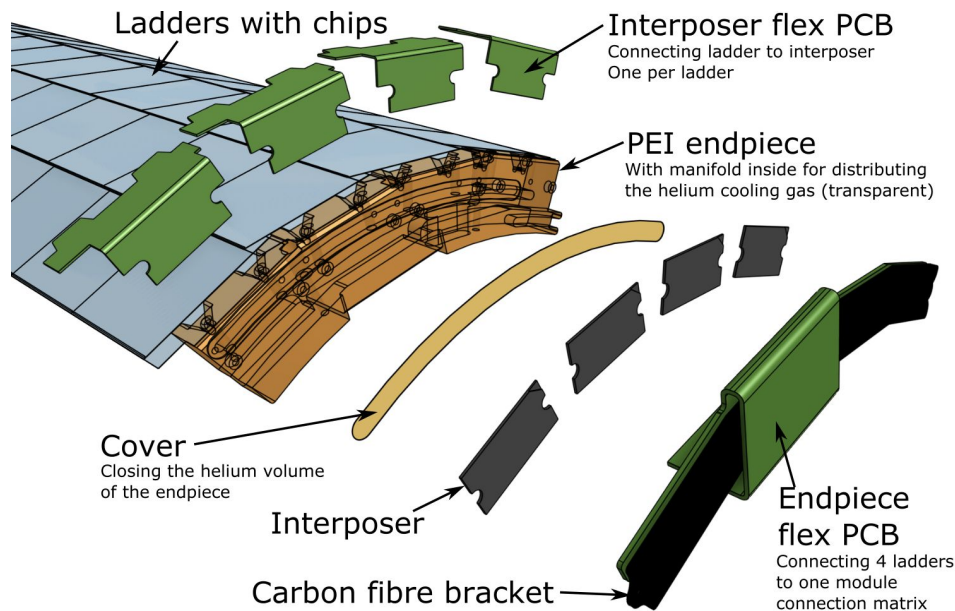 Ladders with chips
Interposer flex PCB
Connecting ladder to interposer
One per ladder
PEI endpiece
With manifold inside for distributing
the helium cooling gas (transparent)
Cover
Closing the helium volume
of the endpiece
Interposer
Endpiece
flex PCB
Connecting 4 ladders
to one module
connection matrix
Carbon fibre bracket